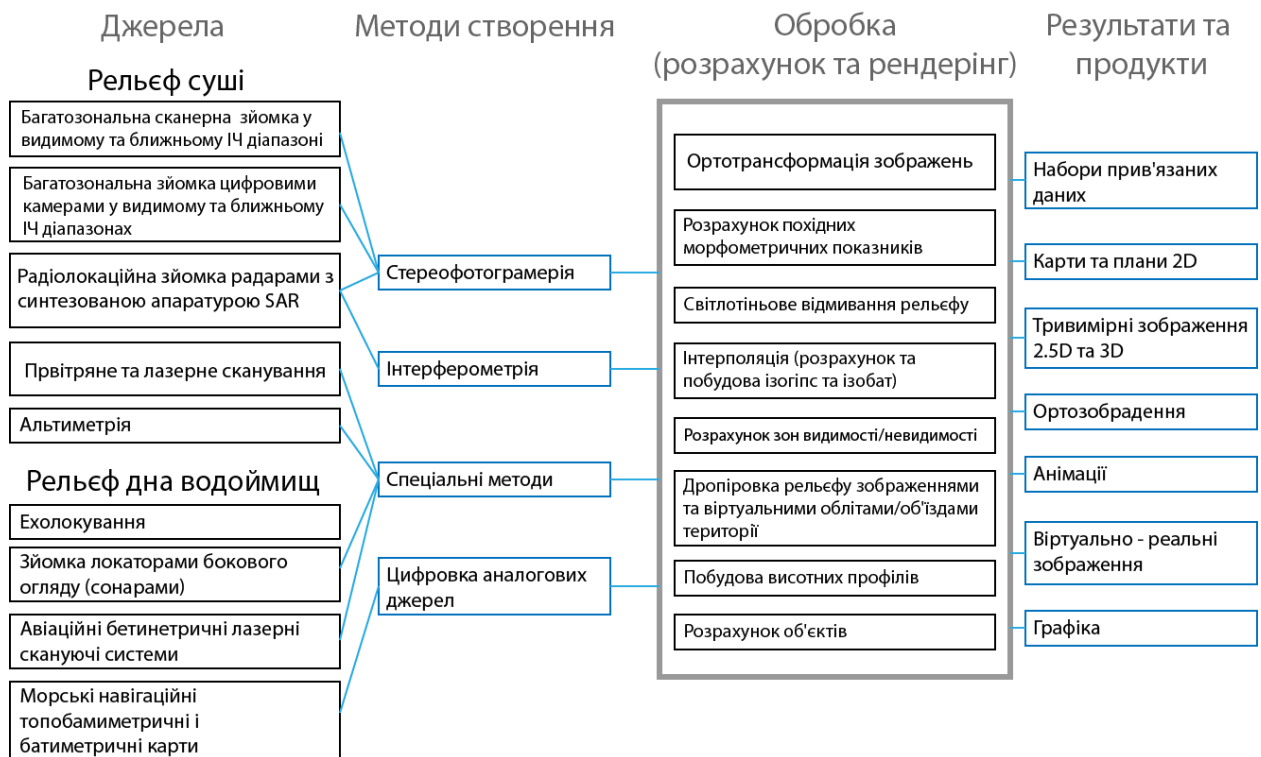 Джерела
Методи створення
Обробка
(розрахунок та рендерінг)
Результати та
продукти
Рельєф суші
Багатозональна сканерна зйомка у
видимому та ближньому ІЧ діапазоні
Багатозональна зйомка цифровими
камерами у видимому та ближньому
ІЧ діапазонах
Радіолокаційна зйомка радарами з
синтезованою апаратурою SAR
Првітряне та лазерне сканування
Альтиметрія
Рельєф дна водоймищ
Ехолокування
Зйомка локаторами бокового
огляду (сонарами)
Авіаційні бетинетричні лазерні
скануючі системи
Морські навігаційні
топобамиметричні і
батиметричні карти
Стереофотограмерія
Інтерферометрія
Спеціальні методи
Цифровка аналогових
джерел
Ортотрансформація зображень
Розрахунок похідних
морфометричних показників
Світлотіньове відмивання рельєфу
Інтерполяція (розрахунок та
побудова ізогіпс та ізобат)
Розрахунок зон видимості/невидимості
Дропіровка рельєфу зображеннями
та віртуальними облітами/об'їздами
території
Побудова висотних профілів
Розрахунок об'єктів
Набори прив'язаних
даних
Карти та плани 2D
Тривимірні зображення
2.5D та 3D
Ортозобрадення
Анімації
Віртуально - реальні
зображення
Графіка